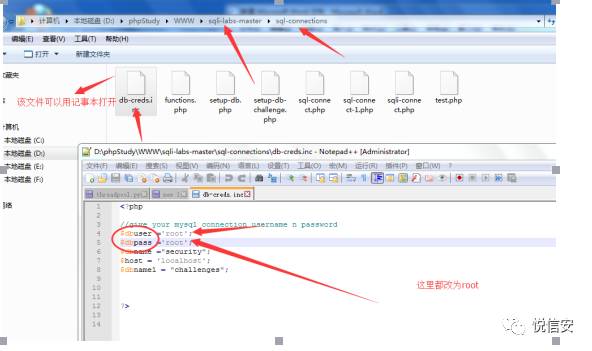 计算机 ▸ 本地磁盘 (D:) ▸ phpStudy ▸ WWW ▸ sqli-labs-master ▸ sql-connections
编辑(E) 查看(V) 工具(T) 帮助(H)
打开 新建文件夹
收藏夹
该文件可以用记事本打开
db-creds.i
functions.php
setup-db.php
setup-db-challenge.php
sql-connect.php
sql-connect-1.php
sqli-connect.php
test.php
计算机
本地磁盘 (C:)
本地磁盘 (D:)
本地磁盘 (E:)
本地磁盘 (F:)
网络
D:\phpStudy\WWW\sqli-labs-master\sql-connections\db-creds.inc - Notepad++ [Administrator]
文件(F) 编辑(E) 搜索(S) 视图(V) 编码(N) 语言(L) 设置(T) 工具(O) 宏(M) 运行(R) 插件(P) 窗口(W) ?
db-creds.inc
1 <?php
2
3 //give your mysql connection username n password
4 $dbuser ='root';
5 $dbpass ='root';
6 $dbname ="security";
7 $host = 'localhost';
8 $dbname1 = "challenges";
9
10
11
12 ?>
13
14
这里都改为root
悦信安